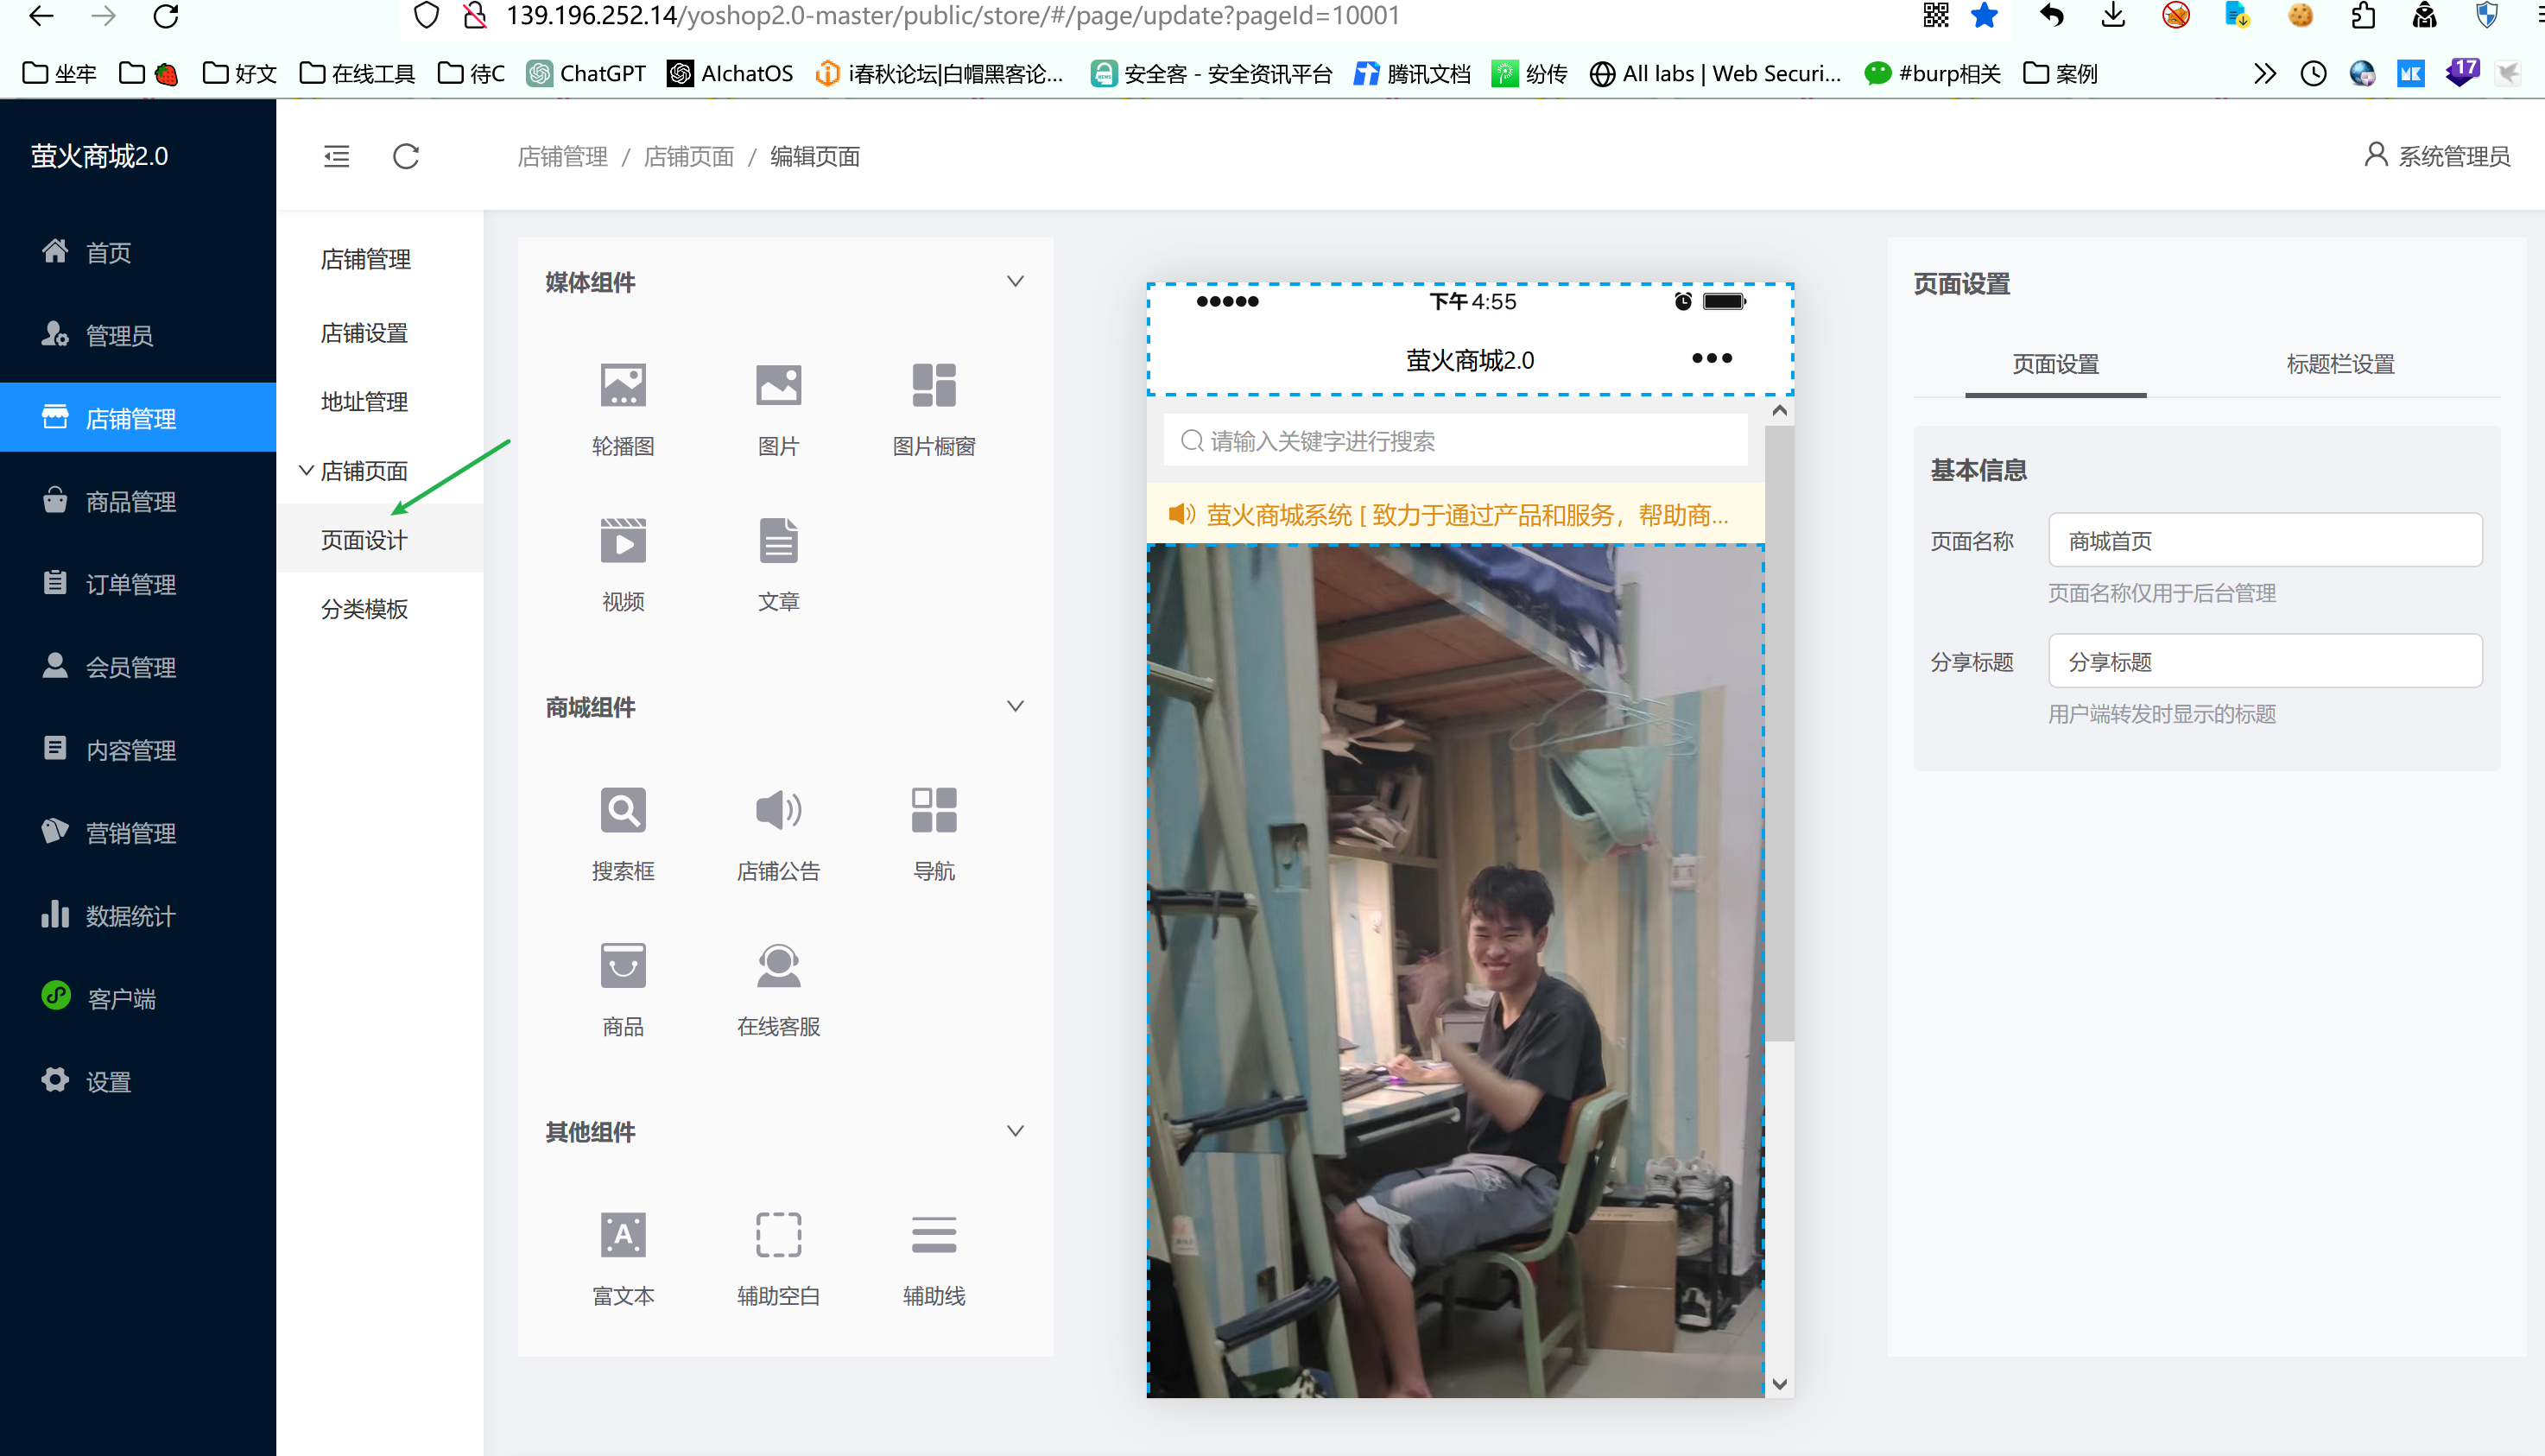 139.196.252.14/yoshop2.0-master/public/store/#/page/update?pageId=10001
坐牢
好文
在线工具
待C
ChatGPT
AIchatOS
i春秋论坛|白帽黑客论...
安全客 - 安全资讯平台
腾讯文档
纷传
All labs | Web Securi...
#burp相关
案例
17
萤火商城2.0
店铺管理 / 店铺页面 / 编辑页面
系统管理员
首页
管理员
店铺管理
商品管理
订单管理
会员管理
内容管理
营销管理
数据统计
客户端
设置
店铺管理
店铺设置
地址管理
店铺页面
页面设计
分类模板
媒体组件
轮播图
图片
图片橱窗
视频
文章
商城组件
搜索框
店铺公告
导航
商品
在线客服
其他组件
富文本
辅助空白
辅助线
下午 4:55
萤火商城2.0
请输入关键字进行搜索
萤火商城系统 [ 致力于通过产品和服务，帮助商...
页面设置
页面设置
标题栏设置
基本信息
页面名称
商城首页
页面名称仅用于后台管理
分享标题
分享标题
用户端转发时显示的标题